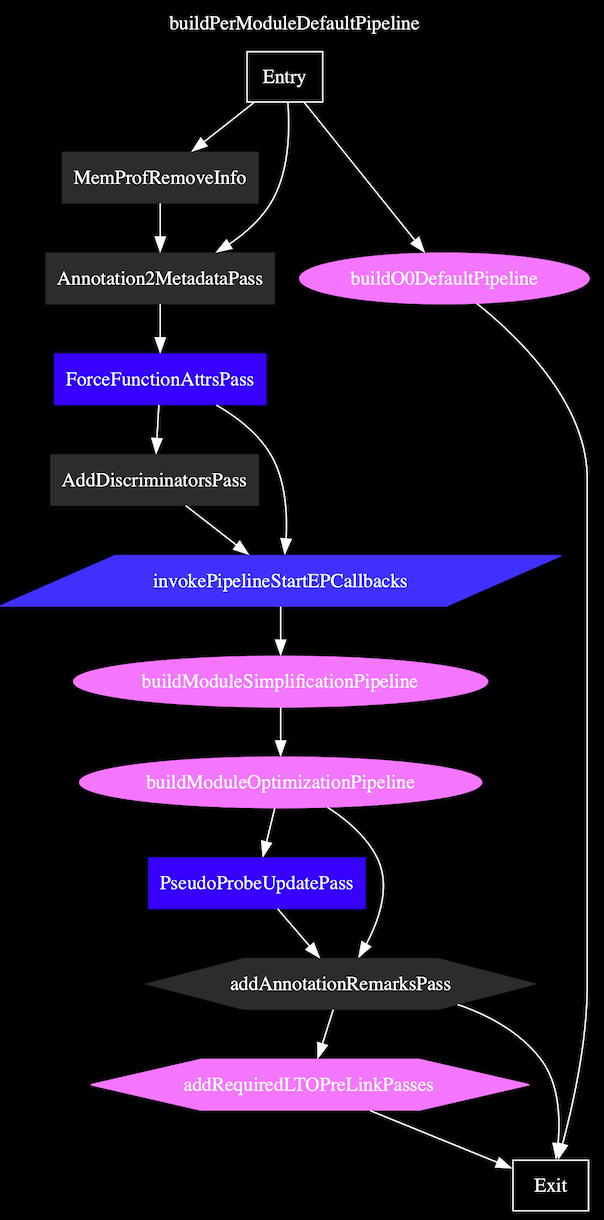 buildPerModuleDefaultPipeline
Entry
MemProfRemoveInfo
Annotation2MetadataPass
buildO0DefaultPipeline
ForceFunctionAttrsPass
AddDiscriminatorsPass
invokePipelineStartEPCallbacks
buildModuleSimplificationPipeline
buildModuleOptimizationPipeline
PseudoProbeUpdatePass
addAnnotationRemarksPass
addRequiredLTOPreLinkPasses
Exit